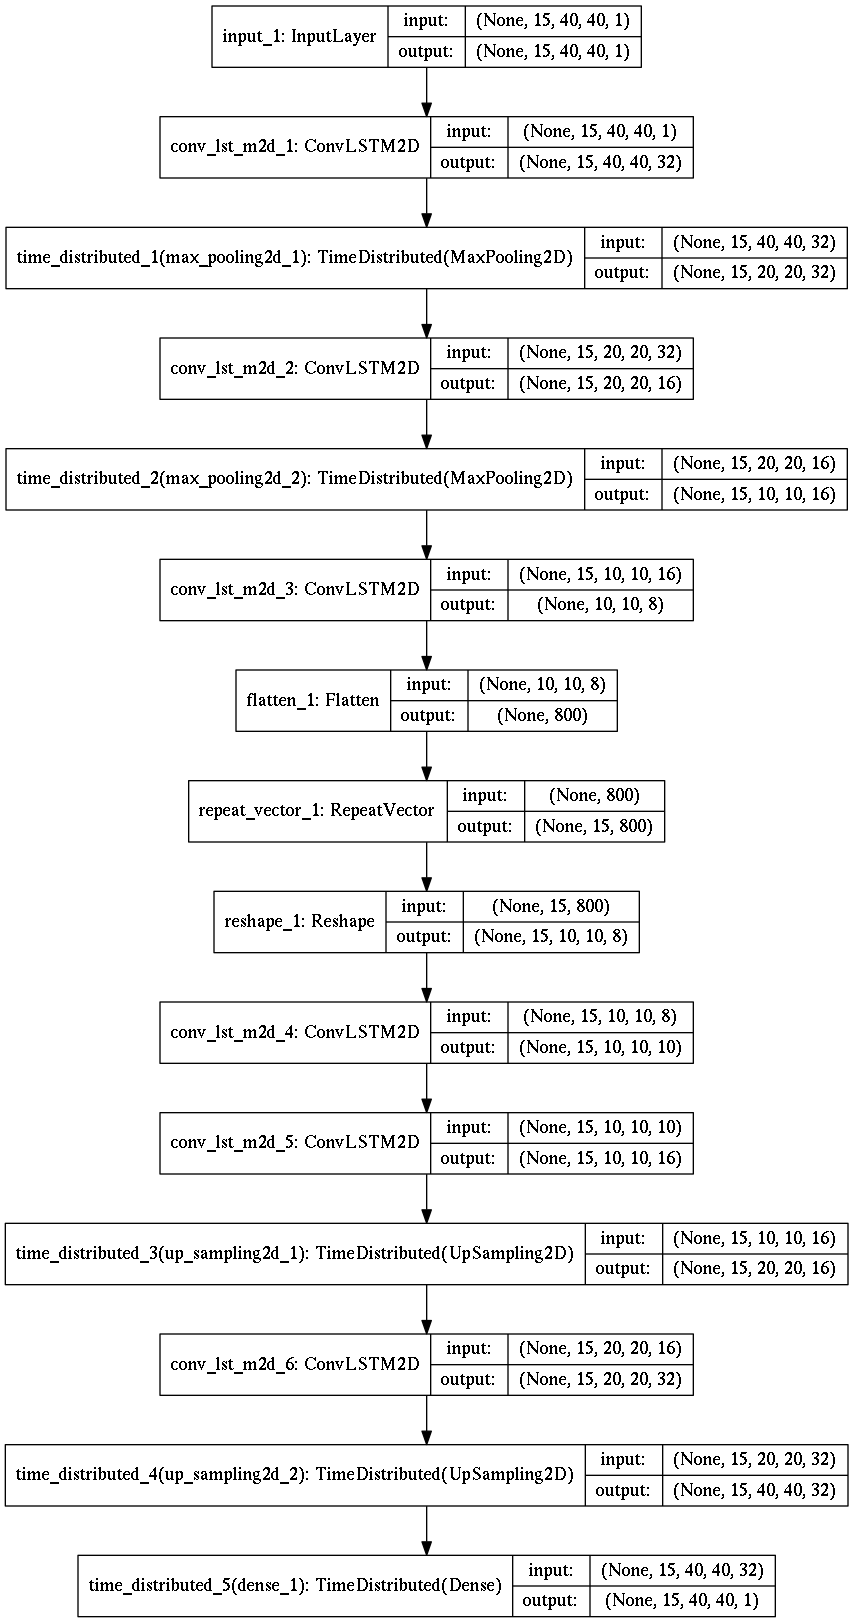 input_1: InputLayer
input: (None, 15, 40, 40, 1)
output: (None, 15, 40, 40, 1)
conv_lst_m2d_1: ConvLSTM2D
input: (None, 15, 40, 40, 1)
output: (None, 15, 40, 40, 32)
time_distributed_1(max_pooling2d_1): TimeDistributed(MaxPooling2D)
input: (None, 15, 40, 40, 32)
output: (None, 15, 20, 20, 32)
conv_lst_m2d_2: ConvLSTM2D
input: (None, 15, 20, 20, 32)
output: (None, 15, 20, 20, 16)
time_distributed_2(max_pooling2d_2): TimeDistributed(MaxPooling2D)
input: (None, 15, 20, 20, 16)
output: (None, 15, 10, 10, 16)
conv_lst_m2d_3: ConvLSTM2D
input: (None, 15, 10, 10, 16)
output: (None, 10, 10, 8)
flatten_1: Flatten
input: (None, 10, 10, 8)
output: (None, 800)
repeat_vector_1: RepeatVector
input: (None, 800)
output: (None, 15, 800)
reshape_1: Reshape
input: (None, 15, 800)
output: (None, 15, 10, 10, 8)
conv_lst_m2d_4: ConvLSTM2D
input: (None, 15, 10, 10, 8)
output: (None, 15, 10, 10, 10)
conv_lst_m2d_5: ConvLSTM2D
input: (None, 15, 10, 10, 10)
output: (None, 15, 10, 10, 16)
time_distributed_3(up_sampling2d_1): TimeDistributed(UpSampling2D)
input: (None, 15, 10, 10, 16)
output: (None, 15, 20, 20, 16)
conv_lst_m2d_6: ConvLSTM2D
input: (None, 15, 20, 20, 16)
output: (None, 15, 20, 20, 32)
time_distributed_4(up_sampling2d_2): TimeDistributed(UpSampling2D)
input: (None, 15, 20, 20, 32)
output: (None, 15, 40, 40, 32)
time_distributed_5(dense_1): TimeDistributed(Dense)
input: (None, 15, 40, 40, 32)
output: (None, 15, 40, 40, 1)